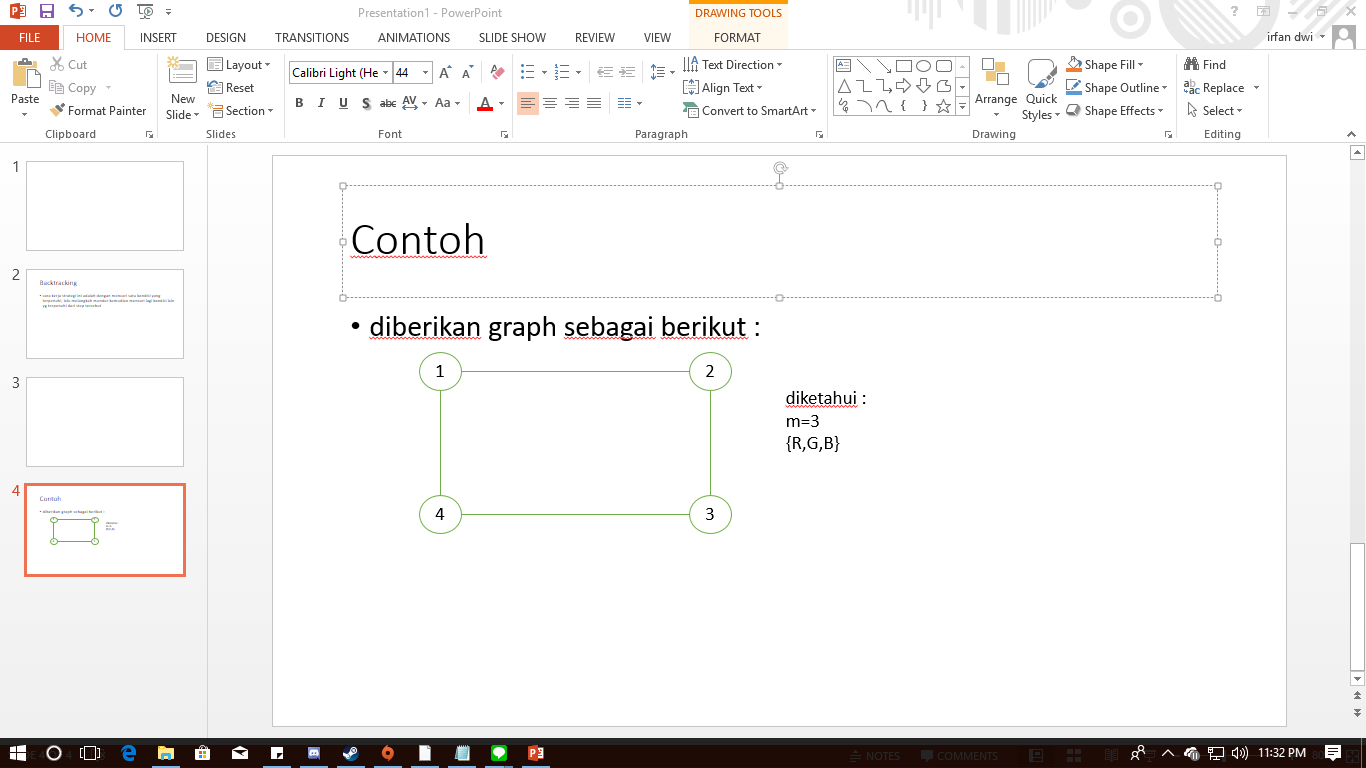 Presentation1 - PowerPoint
DRAWING TOOLS
?
FILE HOME INSERT DESIGN TRANSITIONS ANIMATIONS SLIDE SHOW REVIEW VIEW FORMAT
irfan dwi
Paste
Cut
Copy
Format Painter
Clipboard
New Slide
Layout
Reset
Section
Slides
Calibri Light (He 44
B I U S abc AV Aa A
Font
Text Direction
Align Text
Convert to SmartArt
Paragraph
Arrange
Quick Styles
Shape Fill
Shape Outline
Shape Effects
Drawing
Find
Replace
Select
Editing
1
2
Backtracking
3
4
Contoh
diberikan graph sebagai berikut :
Contoh
• diberikan graph sebagai berikut :
1 2
4 3
diketahui :
m=3
{R,G,B}
NOTES
COMMENTS
11:32 PM